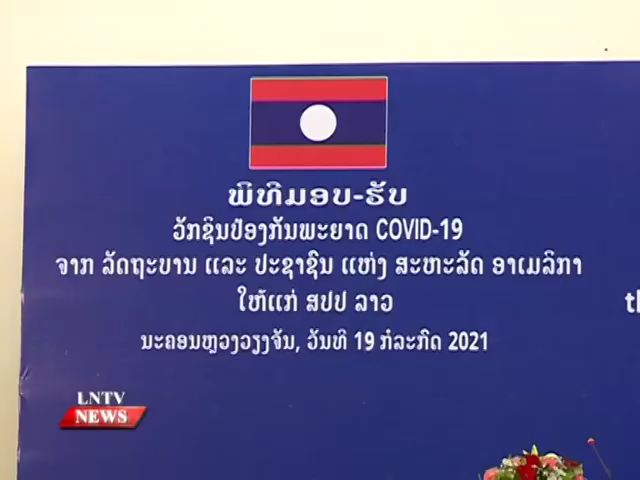 ພິທີມອບ-ຮັບ
ວັກຊິນປ້ອງກັນພະຍາດ COVID-19
ຈາກ ລັດຖະບານ ແລະ ປະຊາຊົນ ແຫ່ງ ສະຫະລັດ ອາເມລິກາ
ໃຫ້ແກ່ ສປປ ລາວ
ນະຄອນຫຼວງວຽງຈັນ, ວັນທີ 19 ກໍລະກົດ 2021
LNTV
NEWS